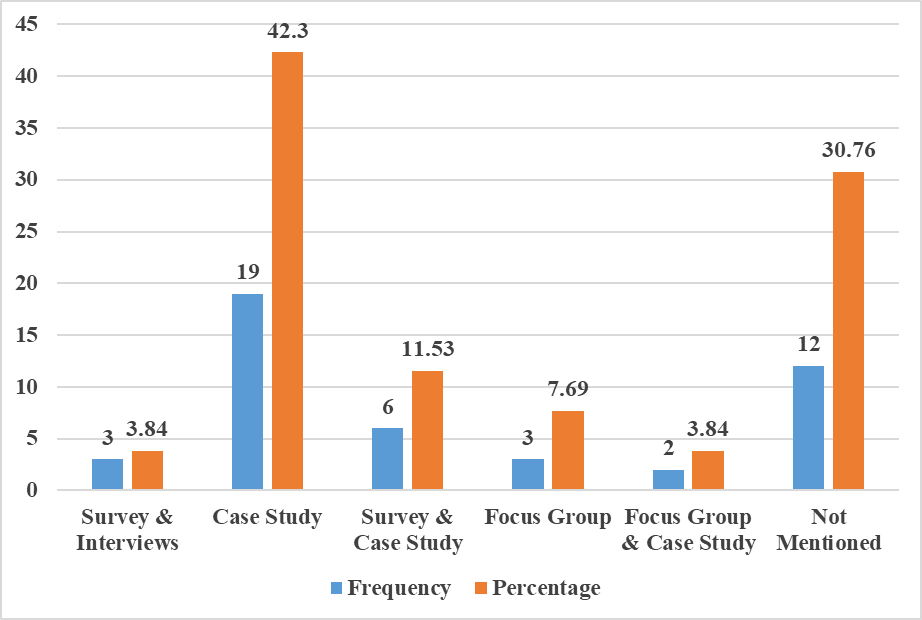 45
40
35
30
25
20
15
10
5
0
3
3.84
19
42.3
6
11.53
3
7.69
2
3.84
12
30.76
Survey &
Interviews
Case Study
Survey &
Case Study
Focus Group
Focus Group
& Case Study
Not
Mentioned
Frequency
Percentage